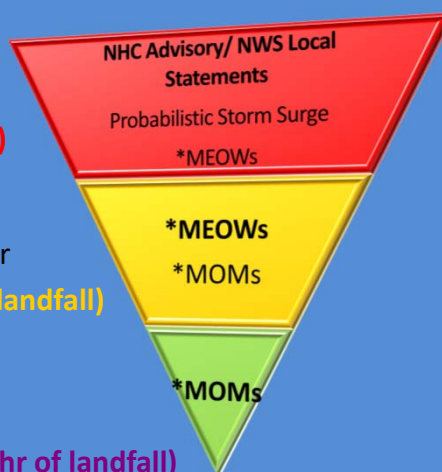 NHC Advisory/ NWS Local
Statements
Probabilistic Storm Surge
)
*MEOWs
*MEOWs
r
*MOMs
landfall)
*MOMs
hr of landfall)